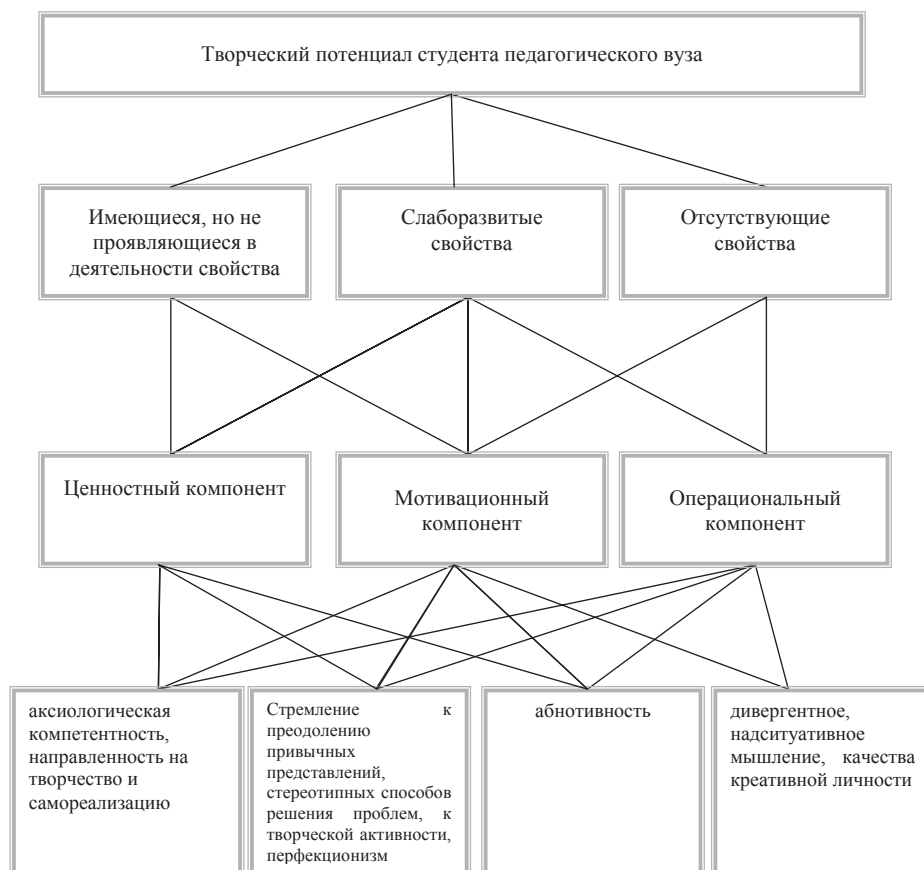 Творческий потенциал студента педагогического вуза
Имеющиеся, но не
проявляющиеся в
деятельности свойства
Слаборазвитые
свойства
Отсутствующие
свойства
Ценностный компонент
Мотивационный
компонент
Операциональный
компонент
аксиологическая
компетентность,
направленность на
творчество и
самореализацию
Стремление к
преодолению
привычных
представлений,
стереотипных способов
решения проблем, к
творческой активности,
перфекционизм
абнотивность
дивергентное,
надситуативное
мышление, качества
креативной личности